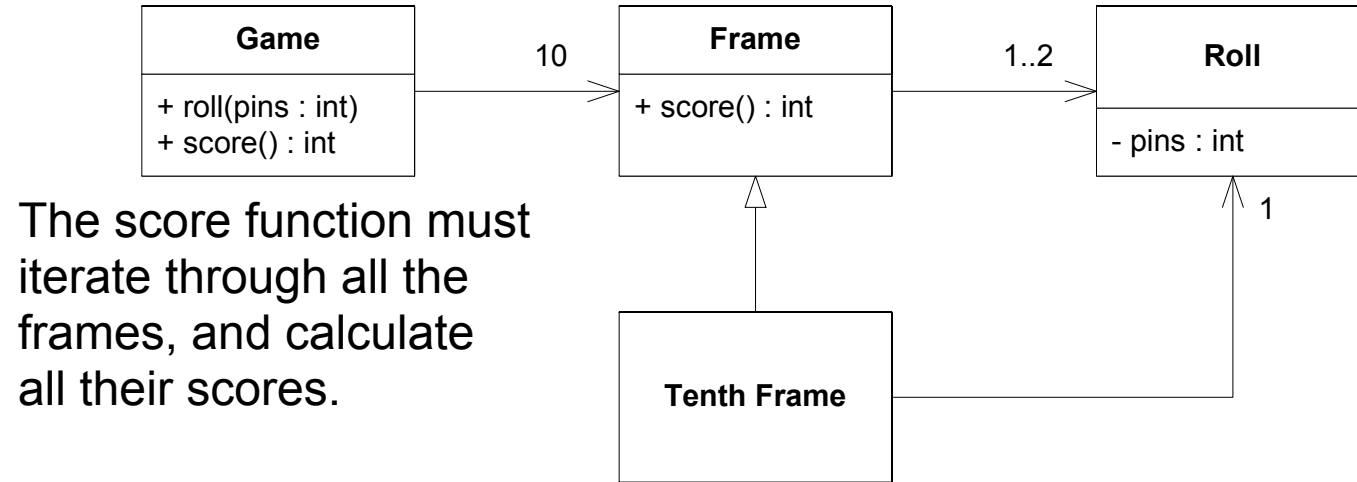 Game
+ roll(pins : int)
+ score() : int
10
Frame
+ score() : int
1..2
Roll
- pins : int
1
The score function must
iterate through all the
frames, and calculate
all their scores.
Tenth Frame